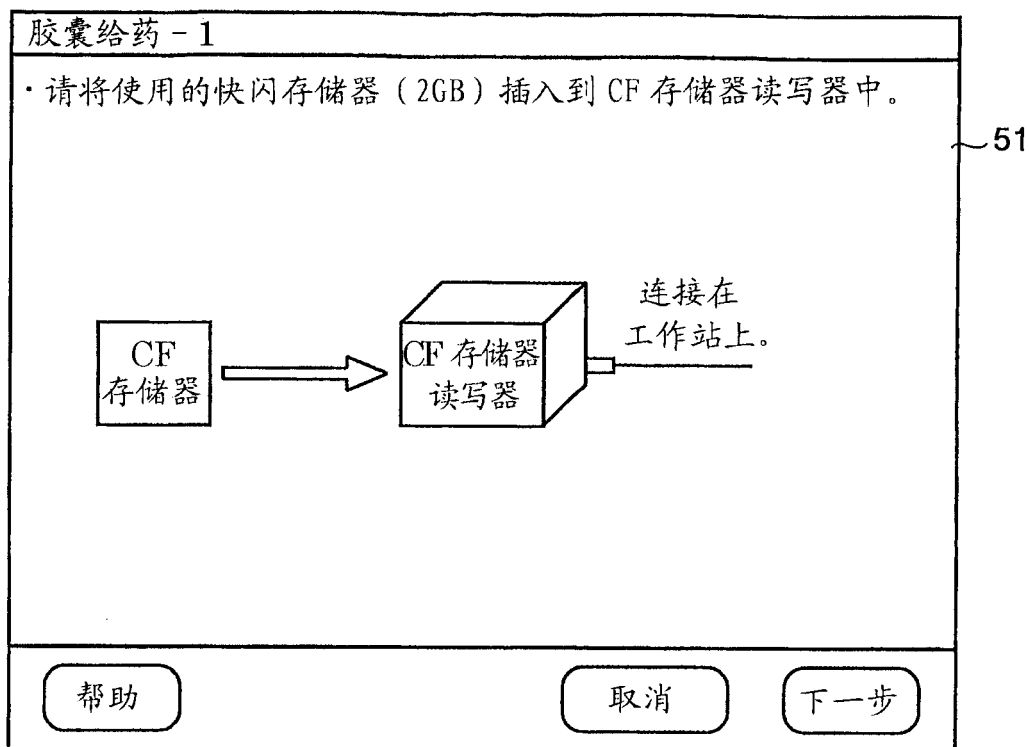 胶囊给药－1
·请将使用的快闪存储器（2GB）插入到 CF 存储器读写器中。
51
连接在
工作站上。
CF
存储器
CF 存储器
读写器
帮助
取消
下一步